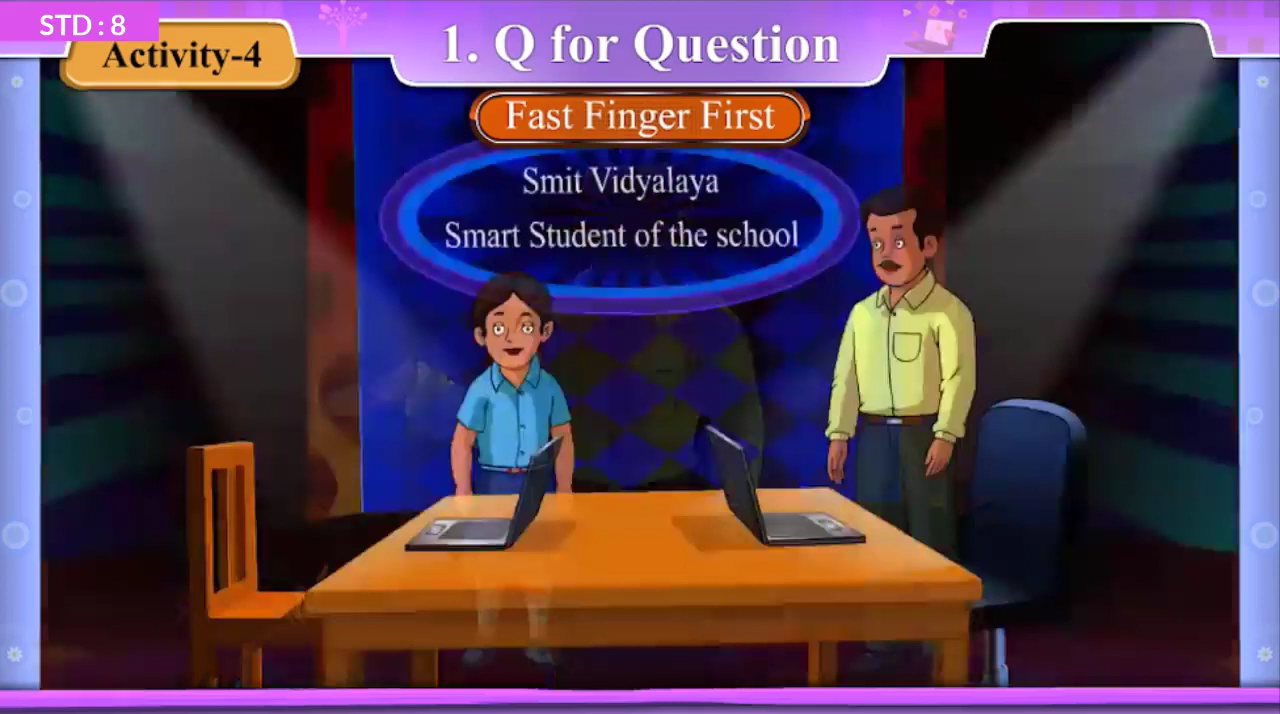 STD : 8
Activity-4
1. Q for Question
Fast Finger First
Smit Vidyalaya
Smart Student of the school